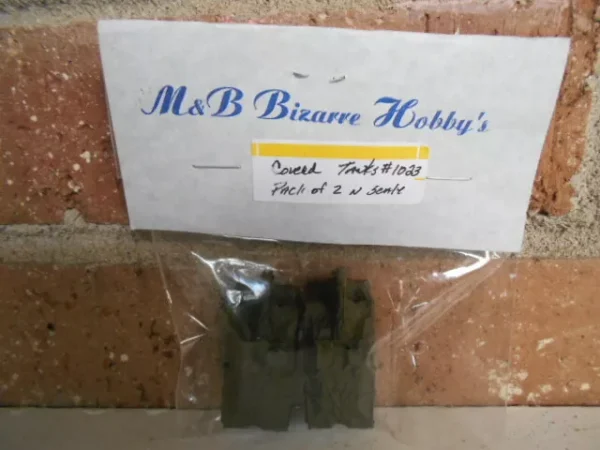 M&B Bizarre Hobby's
Covered Tanks #1023
Pack of 2 N Scale